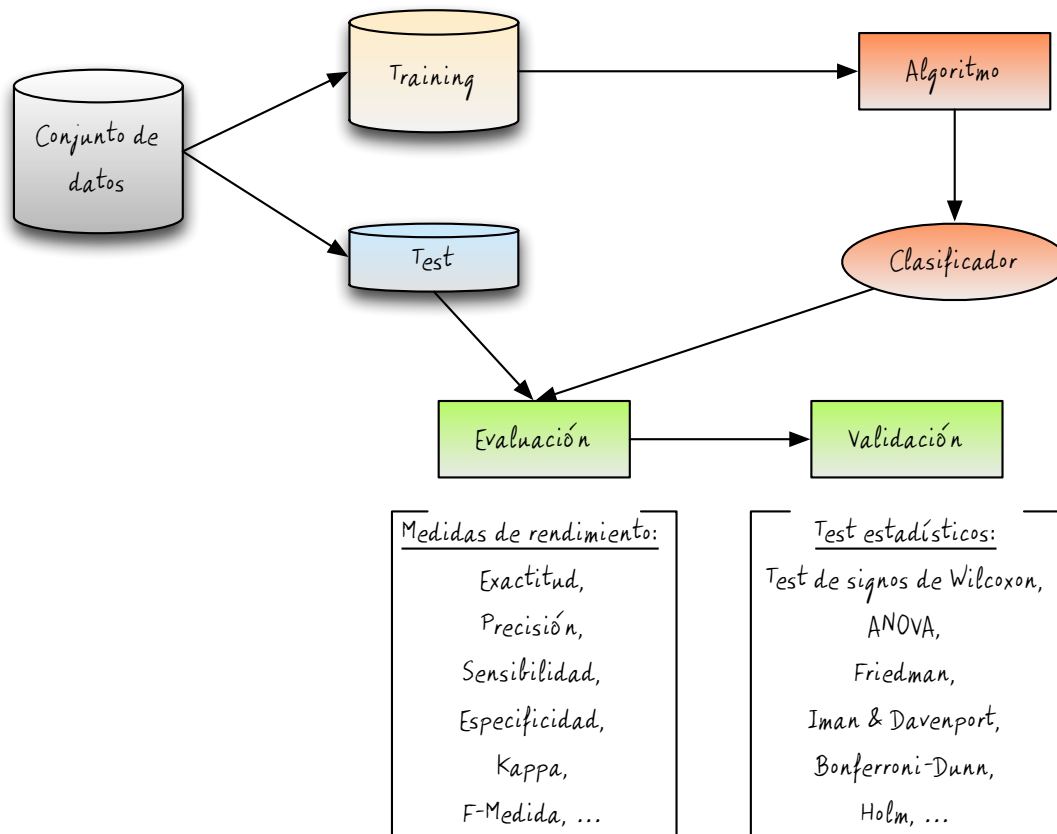 Training
Algoritmo
Conjunto de
datos
Test
Clasificador
Evaluación
Validación
Medidas de rendimiento:
Exactitud,
Precisión,
Sensibilidad,
Especificidad,
Kappa,
F-Medida, ...
Test estadísticos:
Test de signos de Wilcoxon,
ANOVA,
Friedman,
Iman & Davenport,
Bonferroni-Dunn,
Holm, ...